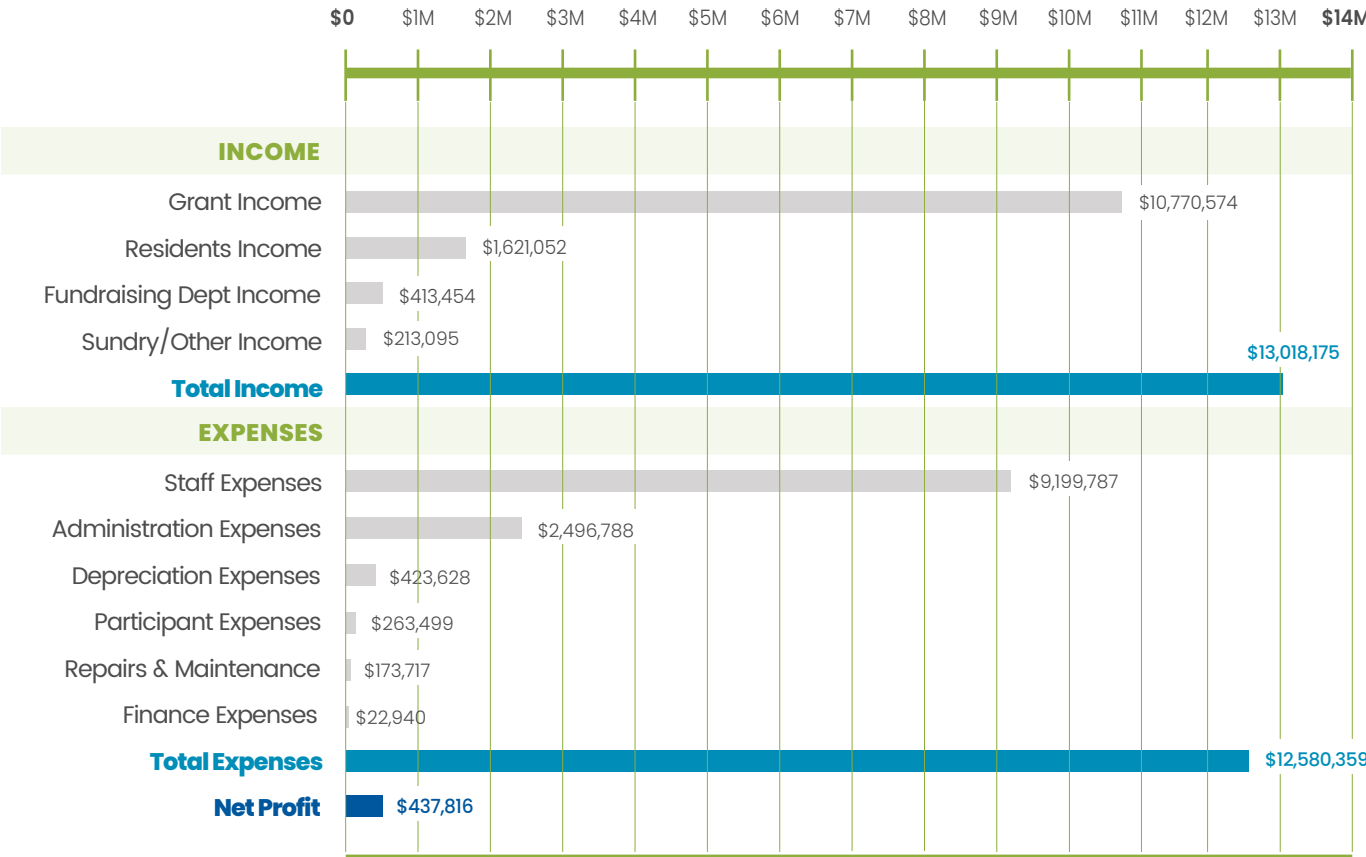 $0 $1M $2M $3M $4M $5M $6M $7M $8M $9M $10M $11M $12M $13M $14M
INCOME
Grant Income $10,770,574
Residents Income $1,621,052
Fundraising Dept Income $413,454
Sundry/Other Income $213,095
$13,018,175
Total Income
EXPENSES
Staff Expenses $9,199,787
Administration Expenses $2,496,788
Depreciation Expenses $423,628
Participant Expenses $263,499
Repairs & Maintenance $173,717
Finance Expenses $22,940
Total Expenses $12,580,359
Net Profit $437,816